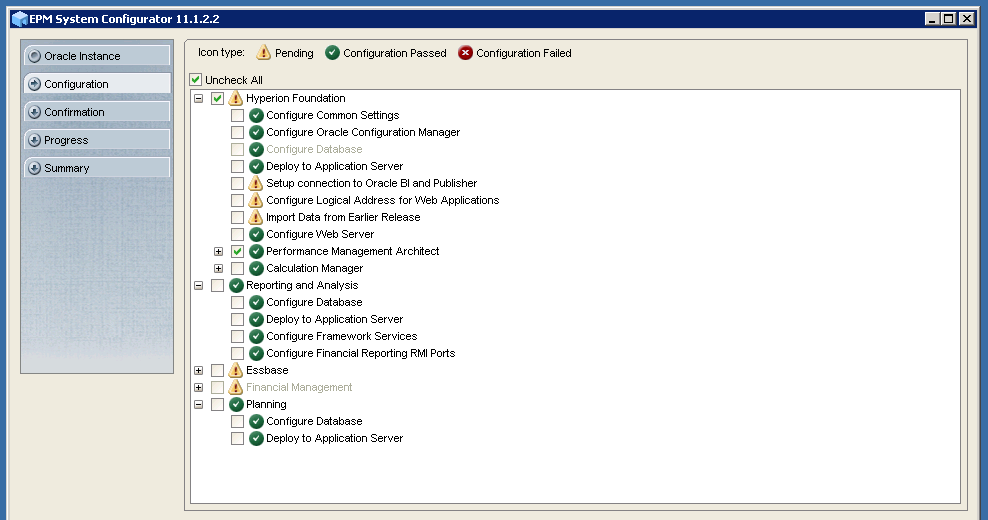 EPM System Configurator 11.1.2.2
Oracle Instance
Configuration
Confirmation
Progress
Summary
Icon type: Pending Configuration Passed Configuration Failed
Uncheck All
Hyperion Foundation
Configure Common Settings
Configure Oracle Configuration Manager
Configure Database
Deploy to Application Server
Setup connection to Oracle BI and Publisher
Configure Logical Address for Web Applications
Import Data from Earlier Release
Configure Web Server
Performance Management Architect
Calculation Manager
Reporting and Analysis
Configure Database
Deploy to Application Server
Configure Framework Services
Configure Financial Reporting RMI Ports
Essbase
Financial Management
Planning
Configure Database
Deploy to Application Server